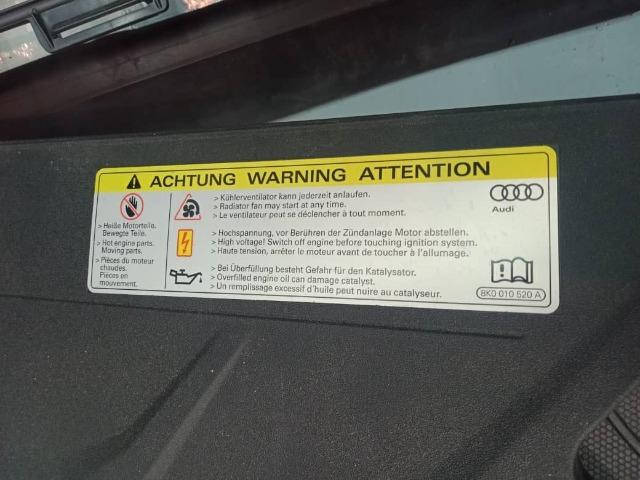 ACHTUNG WARNING ATTENTION
> Heiße Motorteile.
Bewegte Teile.
> Hot engine parts.
Moving parts.
> Pièces du moteur
chaudes.
Pièces en
mouvement.
> Kühlerventilator kann jederzeit anlaufen.
> Radiator fan may start at any time.
> Le ventilateur peut se déclencher à tout moment.
> Hochspannung, vor Berühren der Zündanlage Motor abstellen.
> High voltage! Switch off engine before touching ignition system.
> Haute tension, arrêter le moteur avant de toucher à l'allumage.
> Bei Überfüllung besteht Gefahr für den Katalysator.
> Overfilled engine oil can damage catalyst.
> Un remplissage excessif d'huile peut nuire au catalyseur.
Audi
8K0 010 520 A